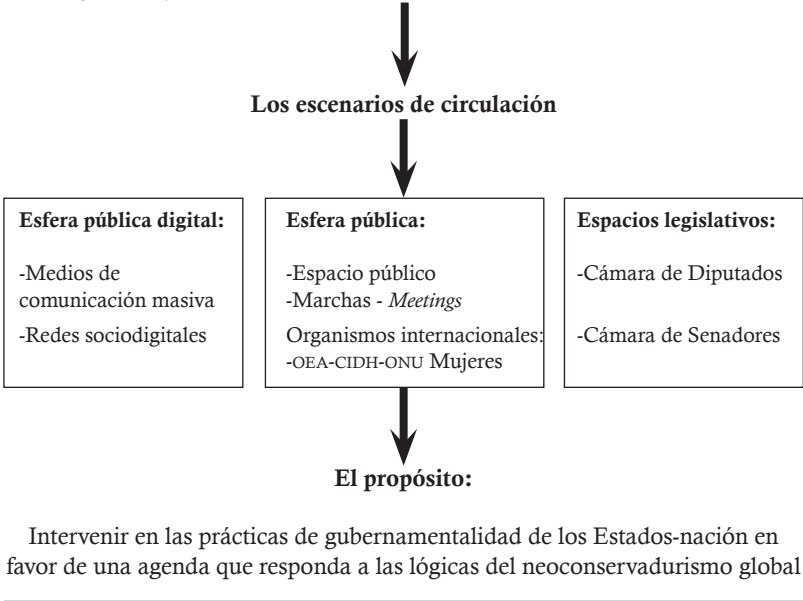 Los escenarios de circulación
Esfera pública digital:
-Medios de
comunicación masiva
-Redes sociodigitales
Esfera pública:
-Espacio público
-Marchas - Meetings
Organismos internacionales:
-OEA-CIDH-ONU Mujeres
Espacios legislativos:
-Cámara de Diputados
-Cámara de Senadores
El propósito:
Intervenir en las prácticas de gubernamentalidad de los Estados-nación en
favor de una agenda que responda a las lógicas del neoconservadurismo global